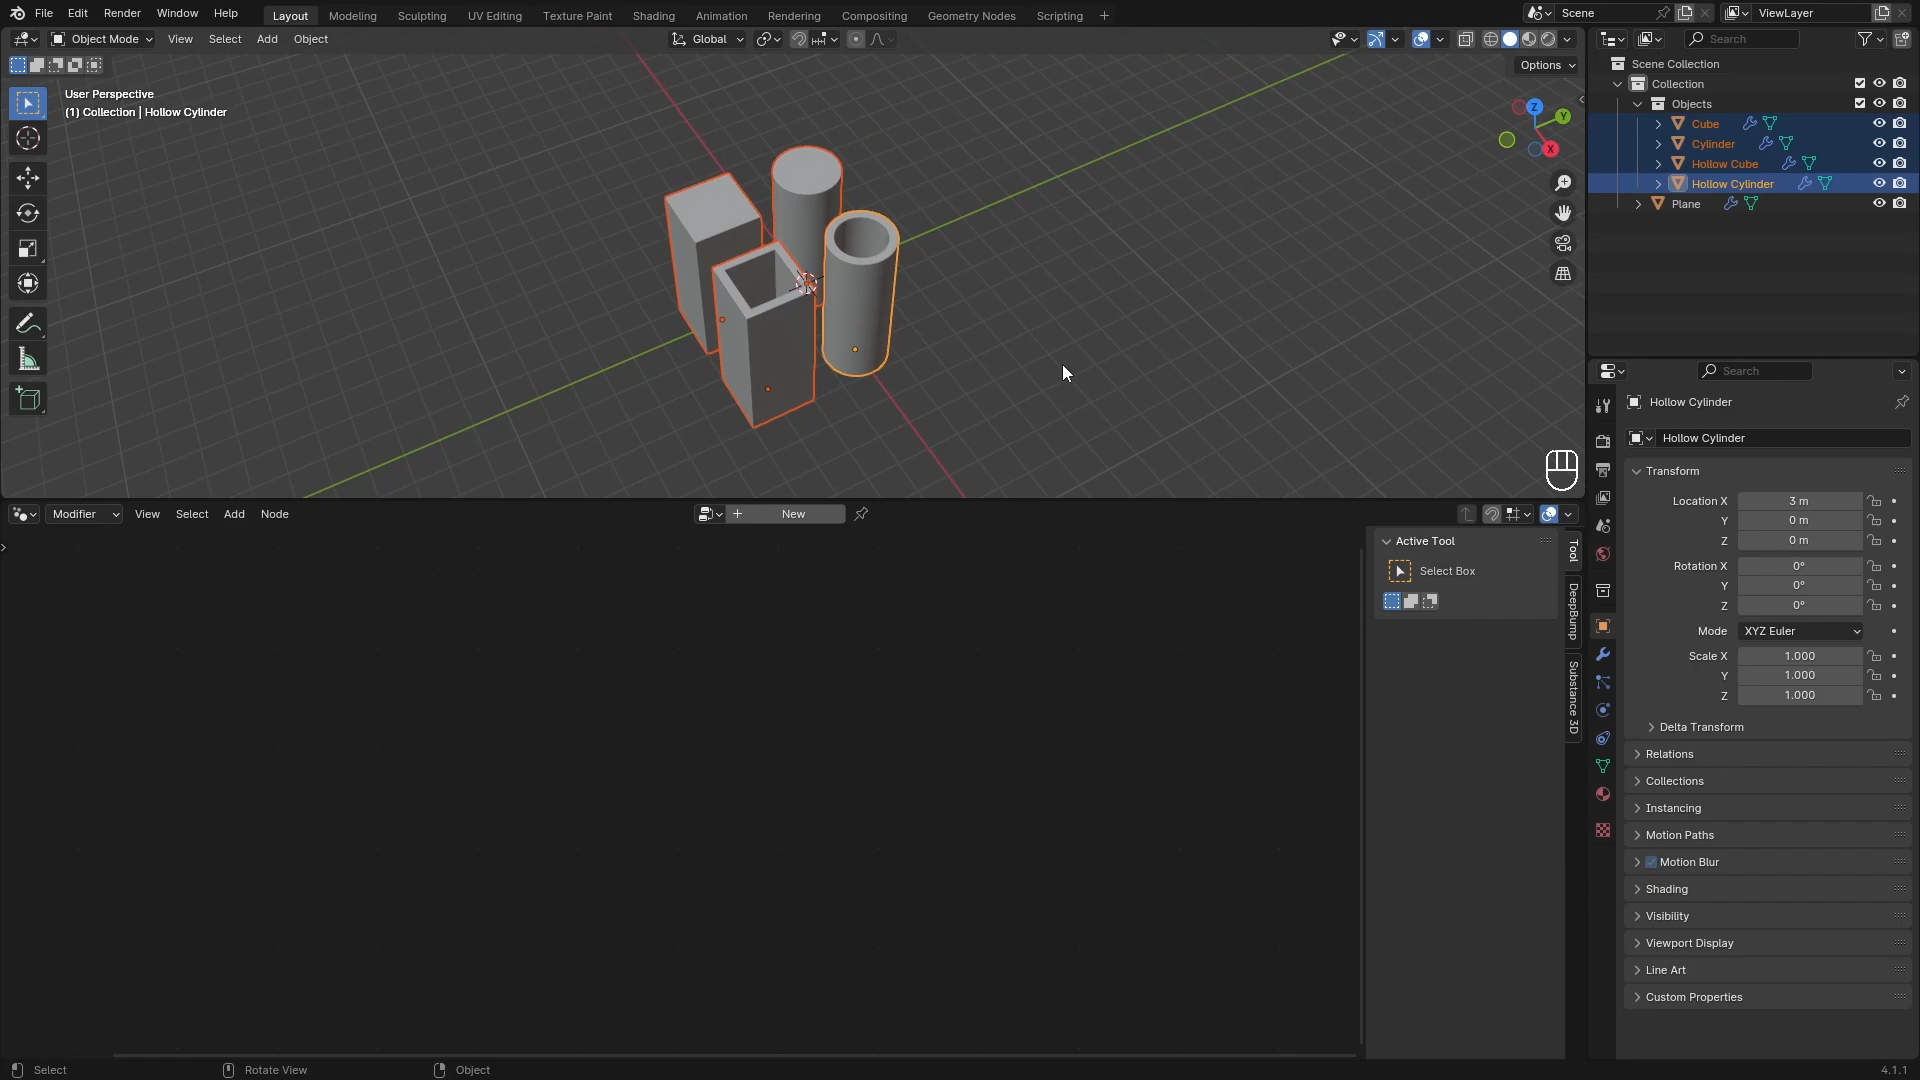 File Edit Render Window Help Layout Modeling Sculpting UV Editing Texture Paint Shading Animation Rendering Compositing Geometry Nodes Scripting + Scene ViewLayer
Object Mode View Select Add Object Global Search
Options
User Perspective
(1) Collection | Hollow Cylinder
Z
Y
X
Scene Collection
Collection
Objects
Cube
Cylinder
Hollow Cube
Hollow Cylinder
Plane
Search
Hollow Cylinder
Hollow Cylinder
Transform
Location X 3 m
Y 0 m
Z 0 m
Rotation X 0°
Y 0°
Z 0°
Mode XYZ Euler
Scale X 1.000
Y 1.000
Z 1.000
Delta Transform
Relations
Collections
Instancing
Motion Paths
Motion Blur
Shading
Visibility
Viewport Display
Line Art
Custom Properties
Modifier View Select Add Node + New
Active Tool
Select Box
Tool
DeepBump
Substance 3D
Select Rotate View Object 4.1.1